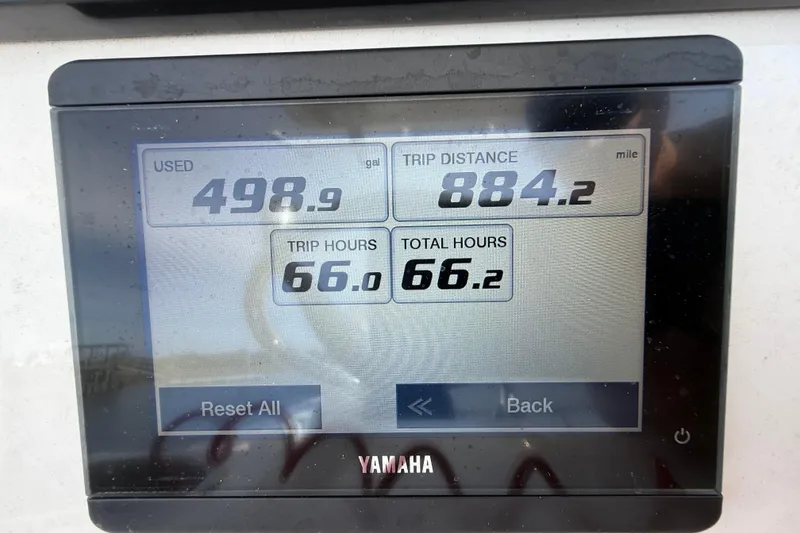 USED gal TRIP DISTANCE mile
498.9 884.2
TRIP HOURS TOTAL HOURS
66.0 66.2
Reset All Back
YAMAHA